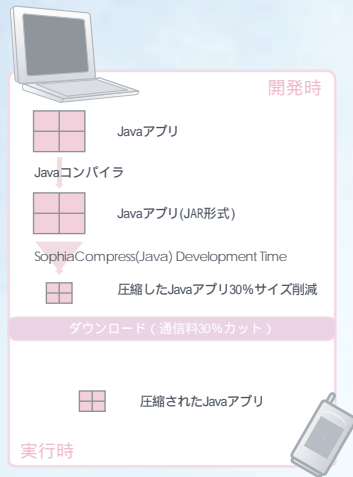 開発時
Javaアプリ
Javaコンパイラ
Javaアプリ(JAR形式)
SophiaCompress(Java) Development Time
圧縮したJavaアプリ30%サイズ削減
ダウンロード(通信料30%カット)
圧縮されたJavaアプリ
実行時